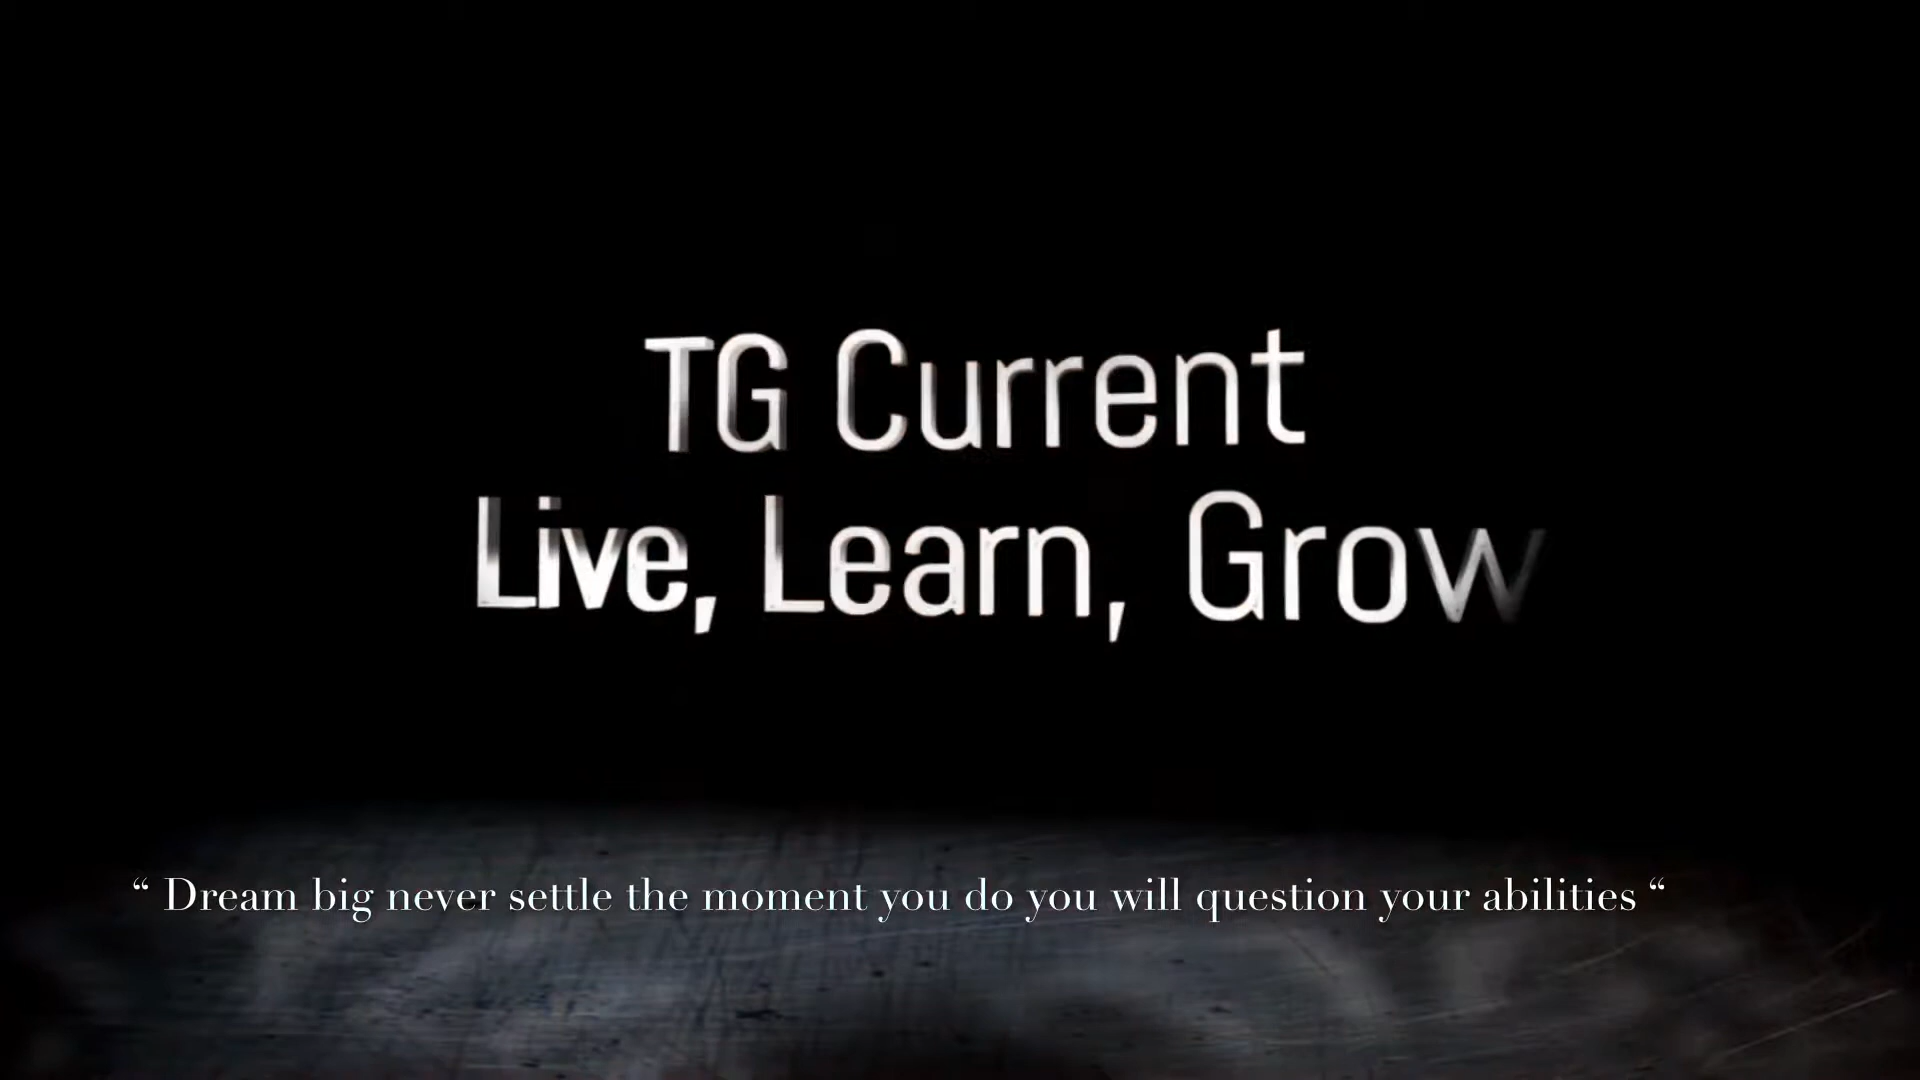 TG Current
Live, Learn, Grow
“ Dream big never settle the moment you do you will question your abilities “